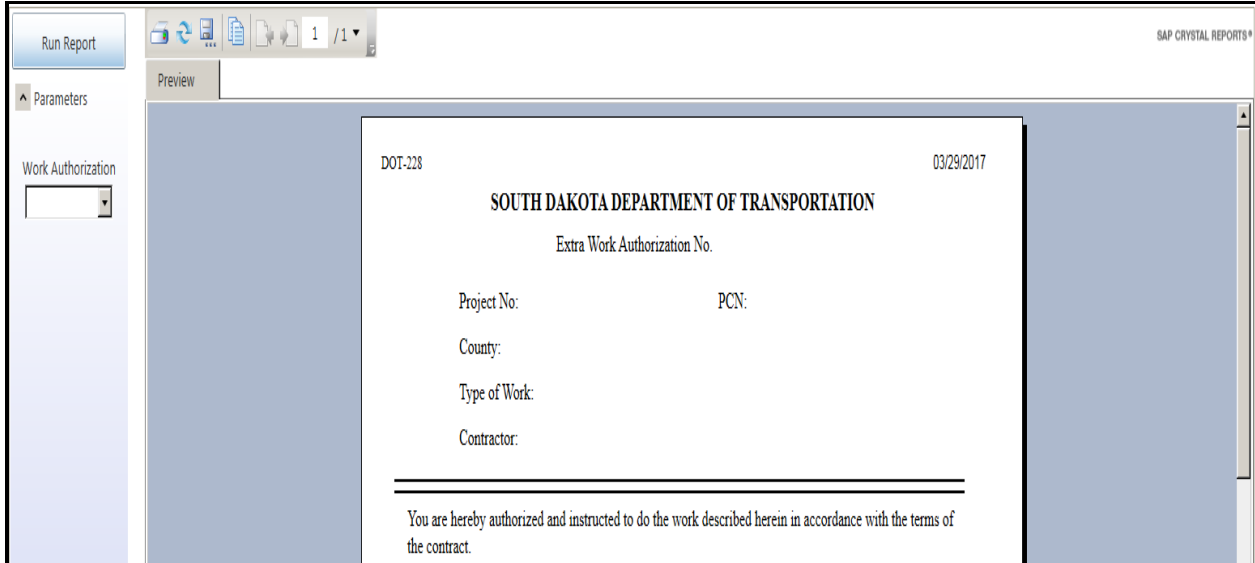 Run Report
1 /1
SAP CRYSTAL REPORTS®
Preview
Parameters
Work Authorization
DOT-228 03/29/2017
SOUTH DAKOTA DEPARTMENT OF TRANSPORTATION
Extra Work Authorization No.
Project No: PCN:
County:
Type of Work:
Contractor:
You are hereby authorized and instructed to do the work described herein in accordance with the terms of
the contract.